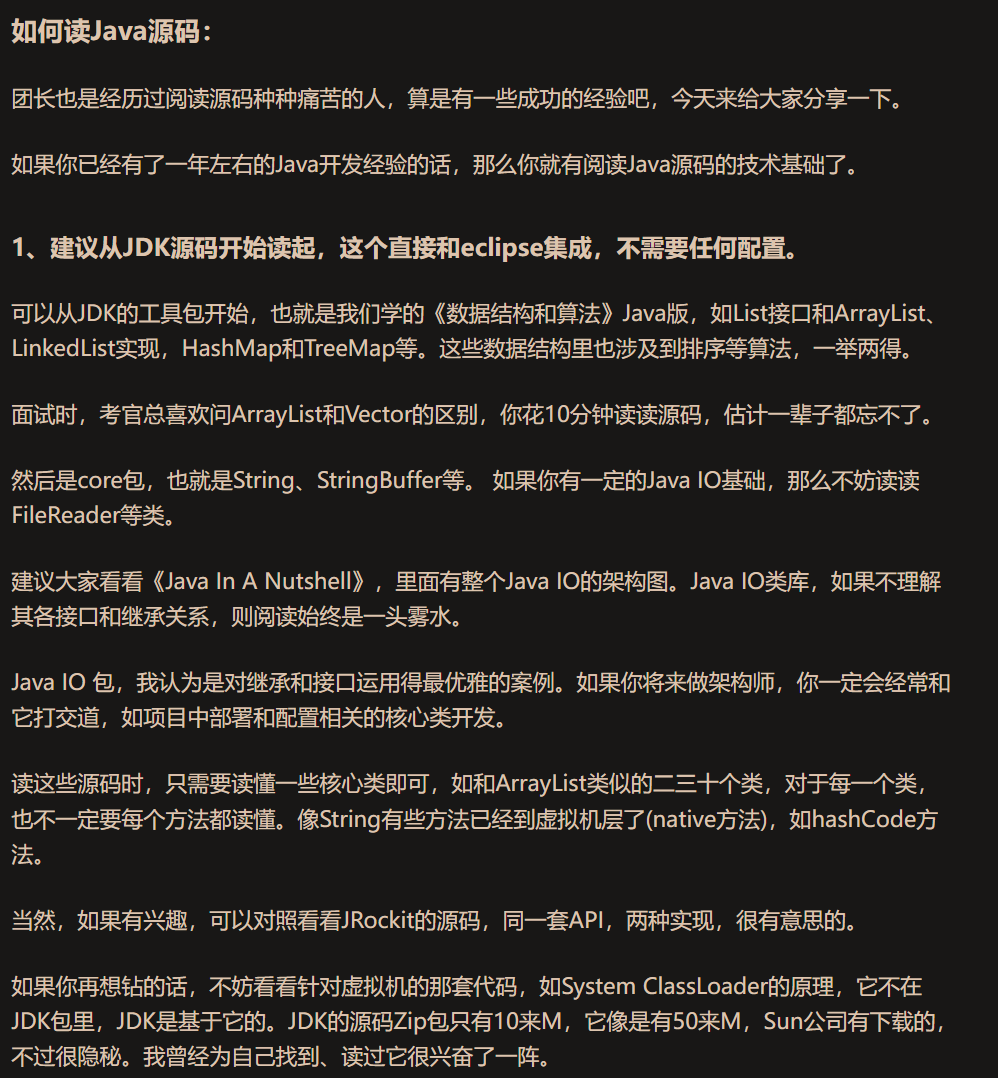 如何读Java源码：
团长也是经历过阅读源码种种痛苦的人，算是有一些成功的经验吧，今天来给大家分享一下。
如果你已经有了一年左右的Java开发经验的话，那么你就有阅读Java源码的技术基础了。
1、建议从JDK源码开始读起，这个直接和eclipse集成，不需要任何配置。
可以从JDK的工具包开始，也就是我们学的《数据结构和算法》Java版，如List接口和ArrayList、
LinkedList实现，HashMap和TreeMap等。这些数据结构里也涉及到排序等算法，一举两得。
面试时，考官总喜欢问ArrayList和Vector的区别，你花10分钟读读源码，估计一辈子都忘不了。
然后是core包，也就是String、StringBuffer等。 如果你有一定的Java IO基础，那么不妨读读
FileReader等类。
建议大家看看《Java In A Nutshell》，里面有整个Java IO的架构图。Java IO类库，如果不理解
其各接口和继承关系，则阅读始终是一头雾水。
Java IO 包，我认为是对继承和接口运用得最优雅的案例。如果你将来做架构师，你一定会经常和
它打交道，如项目中部署和配置相关的核心类开发。
读这些源码时，只需要读懂一些核心类即可，如和ArrayList类似的二三十个类，对于每一个类，
也不一定要每个方法都读懂。像String有些方法已经到虚拟机层了(native方法)，如hashCode方
法。
当然，如果有兴趣，可以对照看看JRockit的源码，同一套API，两种实现，很有意思的。
如果你再想钻的话，不妨看看针对虚拟机的那套代码，如System ClassLoader的原理，它不在
JDK包里，JDK是基于它的。JDK的源码Zip包只有10来M，它像是有50来M，Sun公司有下载的，
不过很隐秘。我曾经为自己找到、读过它很兴奋了一阵。